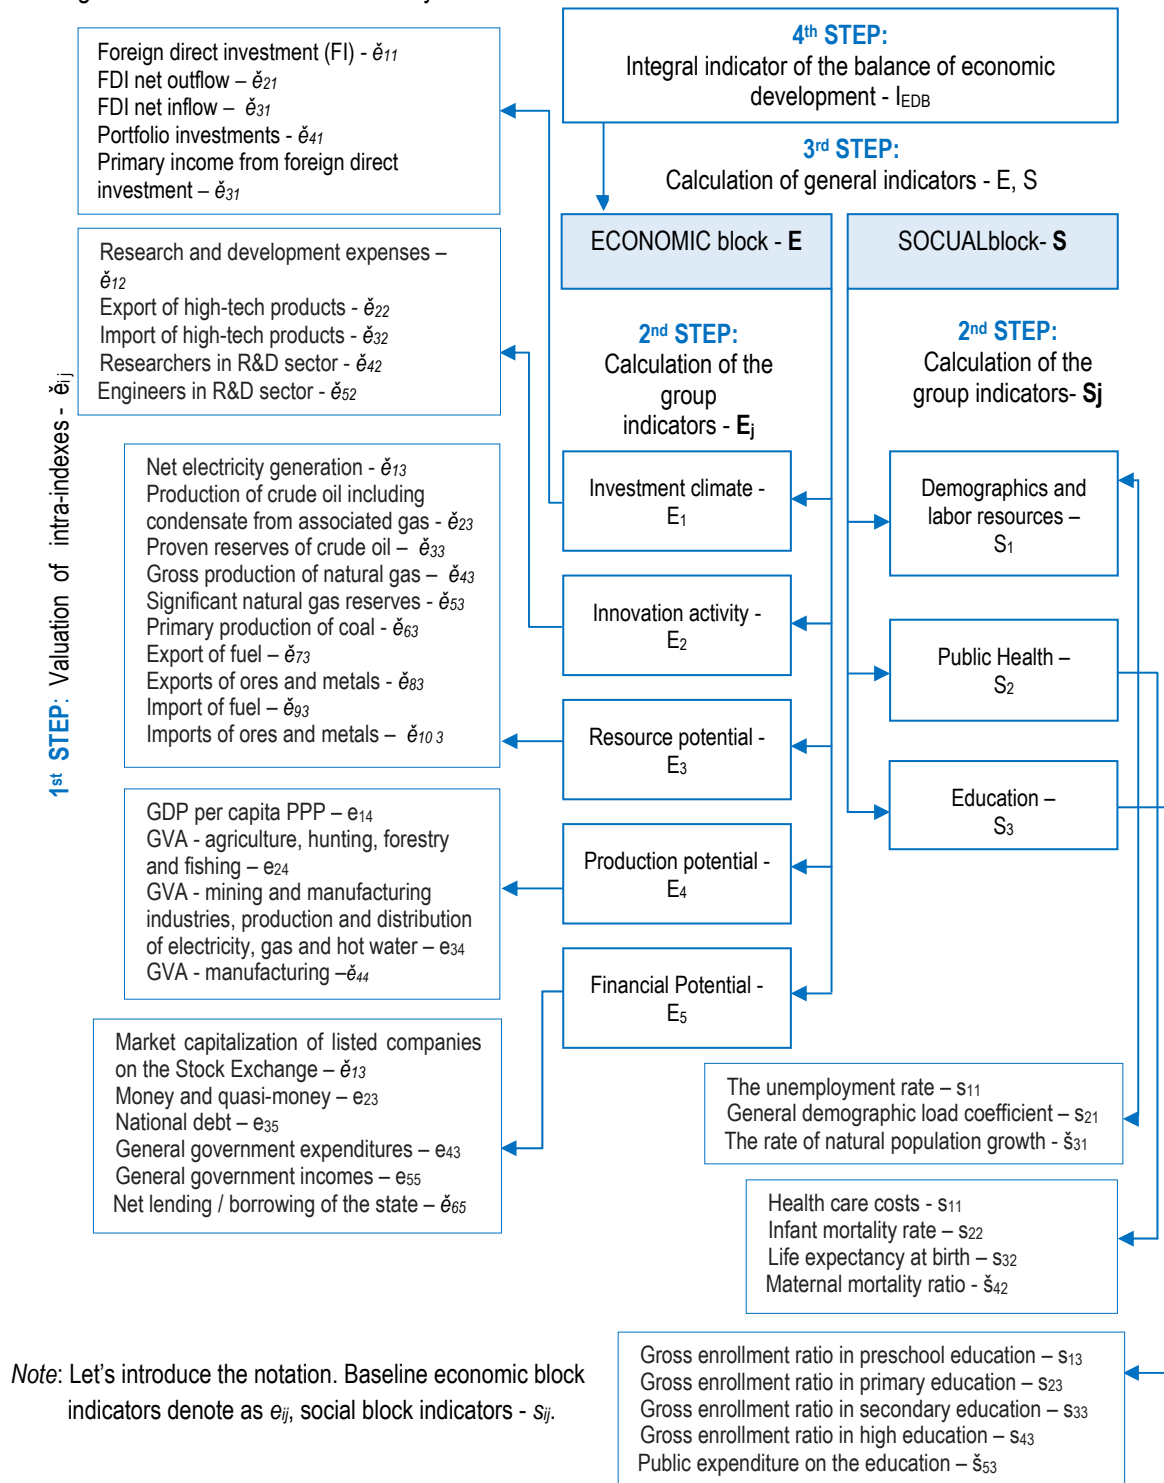 4th STEP:
Integral indicator of the balance of economic
development - IEDB
3rd STEP:
Calculation of general indicators - E, S
ECONOMIC block - E
SOCUALblock- S
2nd STEP:
Calculation of the
group
indicators - Ej
2nd STEP:
Calculation of the
group indicators- Sj
1st STEP: Valuation of intra-indexes - ěij
Foreign direct investment (FI) - ě11
FDI net outflow – ě21
FDI net inflow – ě31
Portfolio investments - ě41
Primary income from foreign direct
investment – ě31
Research and development expenses –
ě12
Export of high-tech products - ě22
Import of high-tech products - ě32
Researchers in R&D sector - ě42
Engineers in R&D sector - ě52
Net electricity generation - ě13
Production of crude oil including
condensate from associated gas - ě23
Proven reserves of crude oil – ě33
Gross production of natural gas – ě43
Significant natural gas reserves - ě53
Primary production of coal - ě63
Export of fuel – ě73
Exports of ores and metals - ě83
Import of fuel – ě93
Imports of ores and metals – ě10 3
GDP per capita PPP – e14
GVA - agriculture, hunting, forestry
and fishing – e24
GVA - mining and manufacturing
industries, production and distribution
of electricity, gas and hot water – e34
GVA - manufacturing –ě44
Market capitalization of listed companies
on the Stock Exchange – ě13
Money and quasi-money – e23
National debt – e35
General government expenditures – e43
General government incomes – e55
Net lending / borrowing of the state – ě65
Investment climate -
E1
Innovation activity -
E2
Resource potential -
E3
Production potential -
E4
Financial Potential -
E5
Demographics and
labor resources –
S1
Public Health –
S2
Education –
S3
The unemployment rate – s11
General demographic load coefficient – s21
The rate of natural population growth - š31
Health care costs - s11
Infant mortality rate – s22
Life expectancy at birth – s32
Maternal mortality ratio - š42
Gross enrollment ratio in preschool education – s13
Gross enrollment ratio in primary education – s23
Gross enrollment ratio in secondary education – s33
Gross enrollment ratio in high education – s43
Public expenditure on the education – š53
Note: Let’s introduce the notation. Baseline economic block
indicators denote as eij, social block indicators - sij.